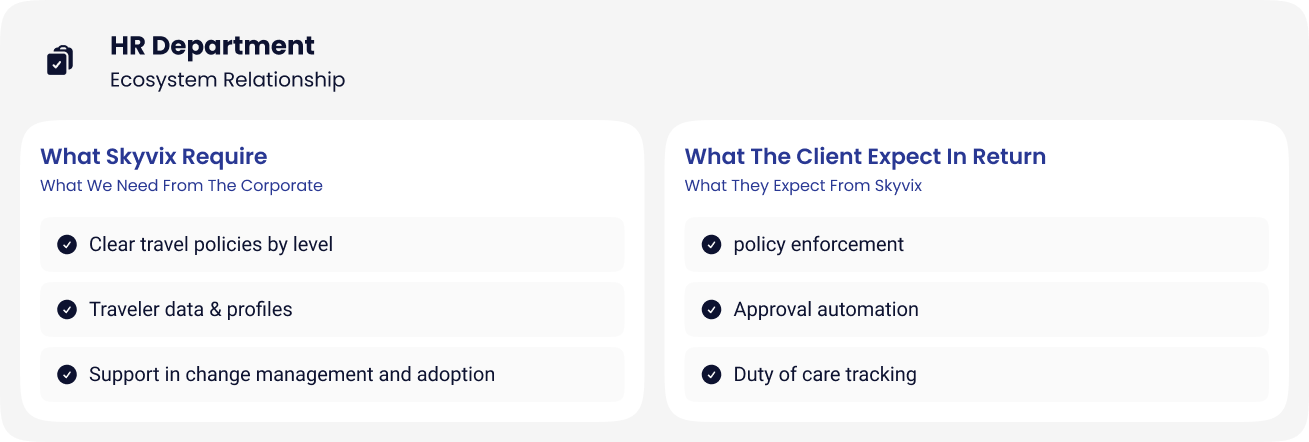 HR Department
Ecosystem Relationship
What Skyvix Require
What We Need From The Corporate
Clear travel policies by level
Traveler data & profiles
Support in change management and adoption
What The Client Expect In Return
What They Expect From Skyvix
policy enforcement
Approval automation
Duty of care tracking